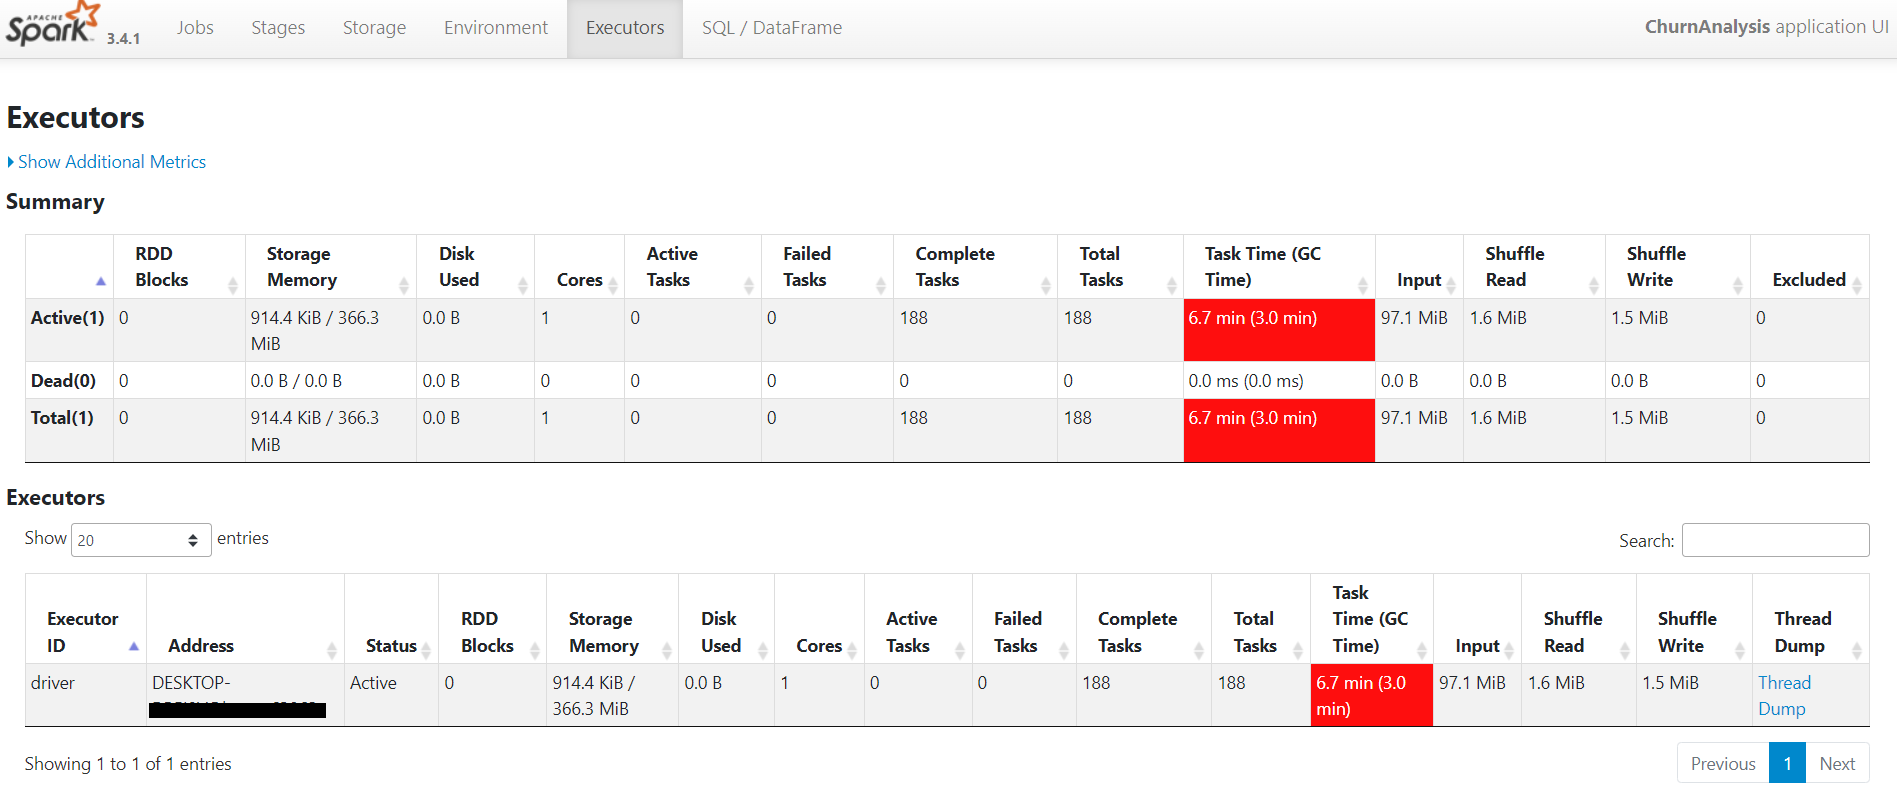 APACHE
Spark 3.4.1 Jobs Stages Storage Environment Executors SQL / DataFrame ChurnAnalysis application UI
Executors
Show Additional Metrics
Summary
RDD Blocks Storage Memory Disk Used Cores Active Tasks Failed Tasks Complete Tasks Total Tasks Task Time (GC Time) Input Shuffle Read Shuffle Write Excluded
Active(1) 0 914.4 KiB / 366.3 MiB 0.0 B 1 0 0 188 188 6.7 min (3.0 min) 97.1 MiB 1.6 MiB 1.5 MiB 0
Dead(0) 0 0.0 B / 0.0 B 0.0 B 0 0 0 0 0 0.0 ms (0.0 ms) 0.0 B 0.0 B 0.0 B 0
Total(1) 0 914.4 KiB / 366.3 MiB 0.0 B 1 0 0 188 188 6.7 min (3.0 min) 97.1 MiB 1.6 MiB 1.5 MiB 0
Executors
Show 20 entries Search:
Executor ID Address Status RDD Blocks Storage Memory Disk Used Cores Active Tasks Failed Tasks Complete Tasks Total Tasks Task Time (GC Time) Input Shuffle Read Shuffle Write Thread Dump
driver DESKTOP- Active 0 914.4 KiB / 366.3 MiB 0.0 B 1 0 0 188 188 6.7 min (3.0 min) 97.1 MiB 1.6 MiB 1.5 MiB Thread Dump
Showing 1 to 1 of 1 entries Previous 1 Next